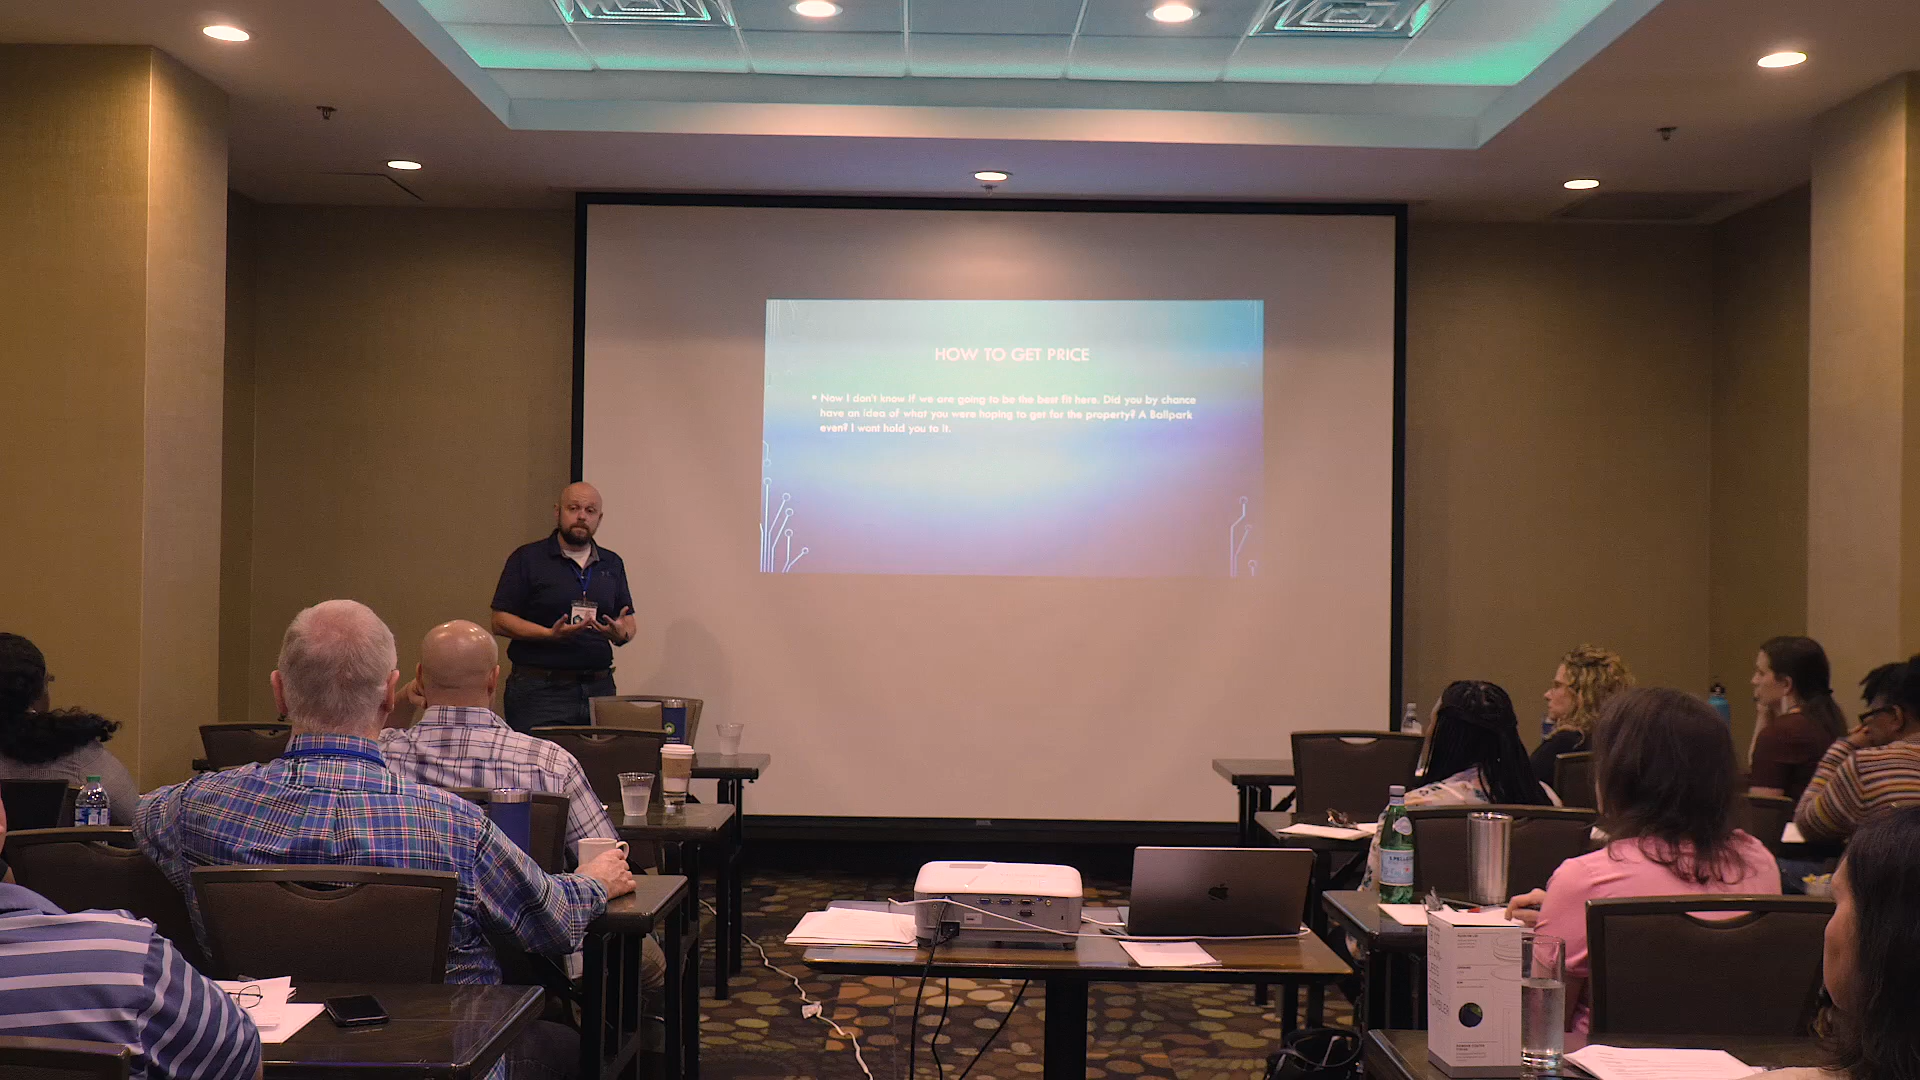 HOW TO GET PRICE
• Now I don't know if we are going to be the best fit here. Did you by chance
have an idea of what you were hoping to get for the property? A Ballpark
even? I wont hold you to it.
S.PELLEGRINO